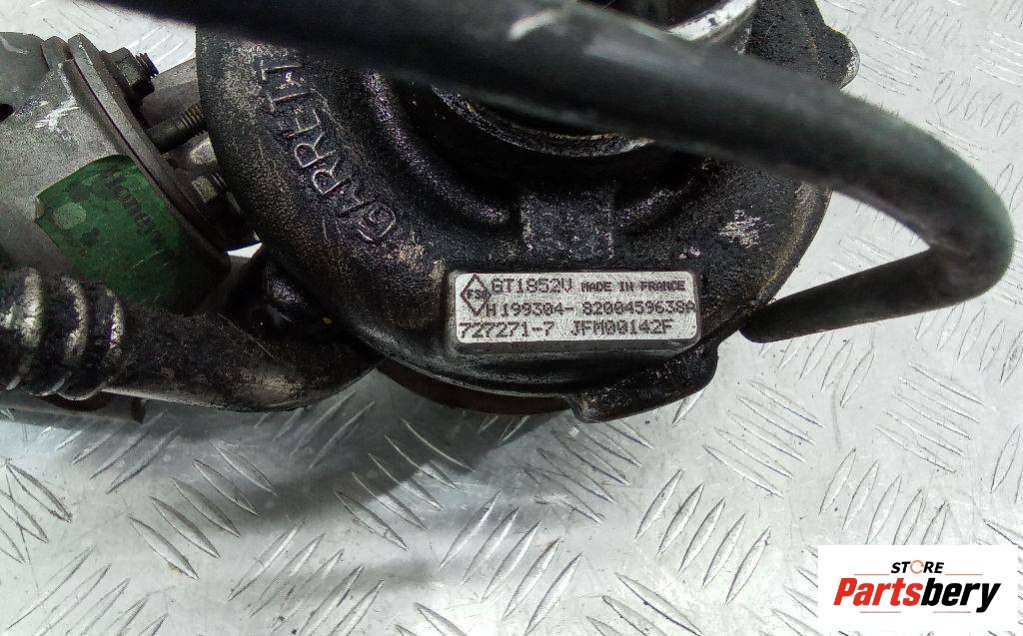 GARRETT
GT1852V MADE IN FRANCE
H199304- 8200459638A
727271-7 JFM00142F
STORE
Partsbery